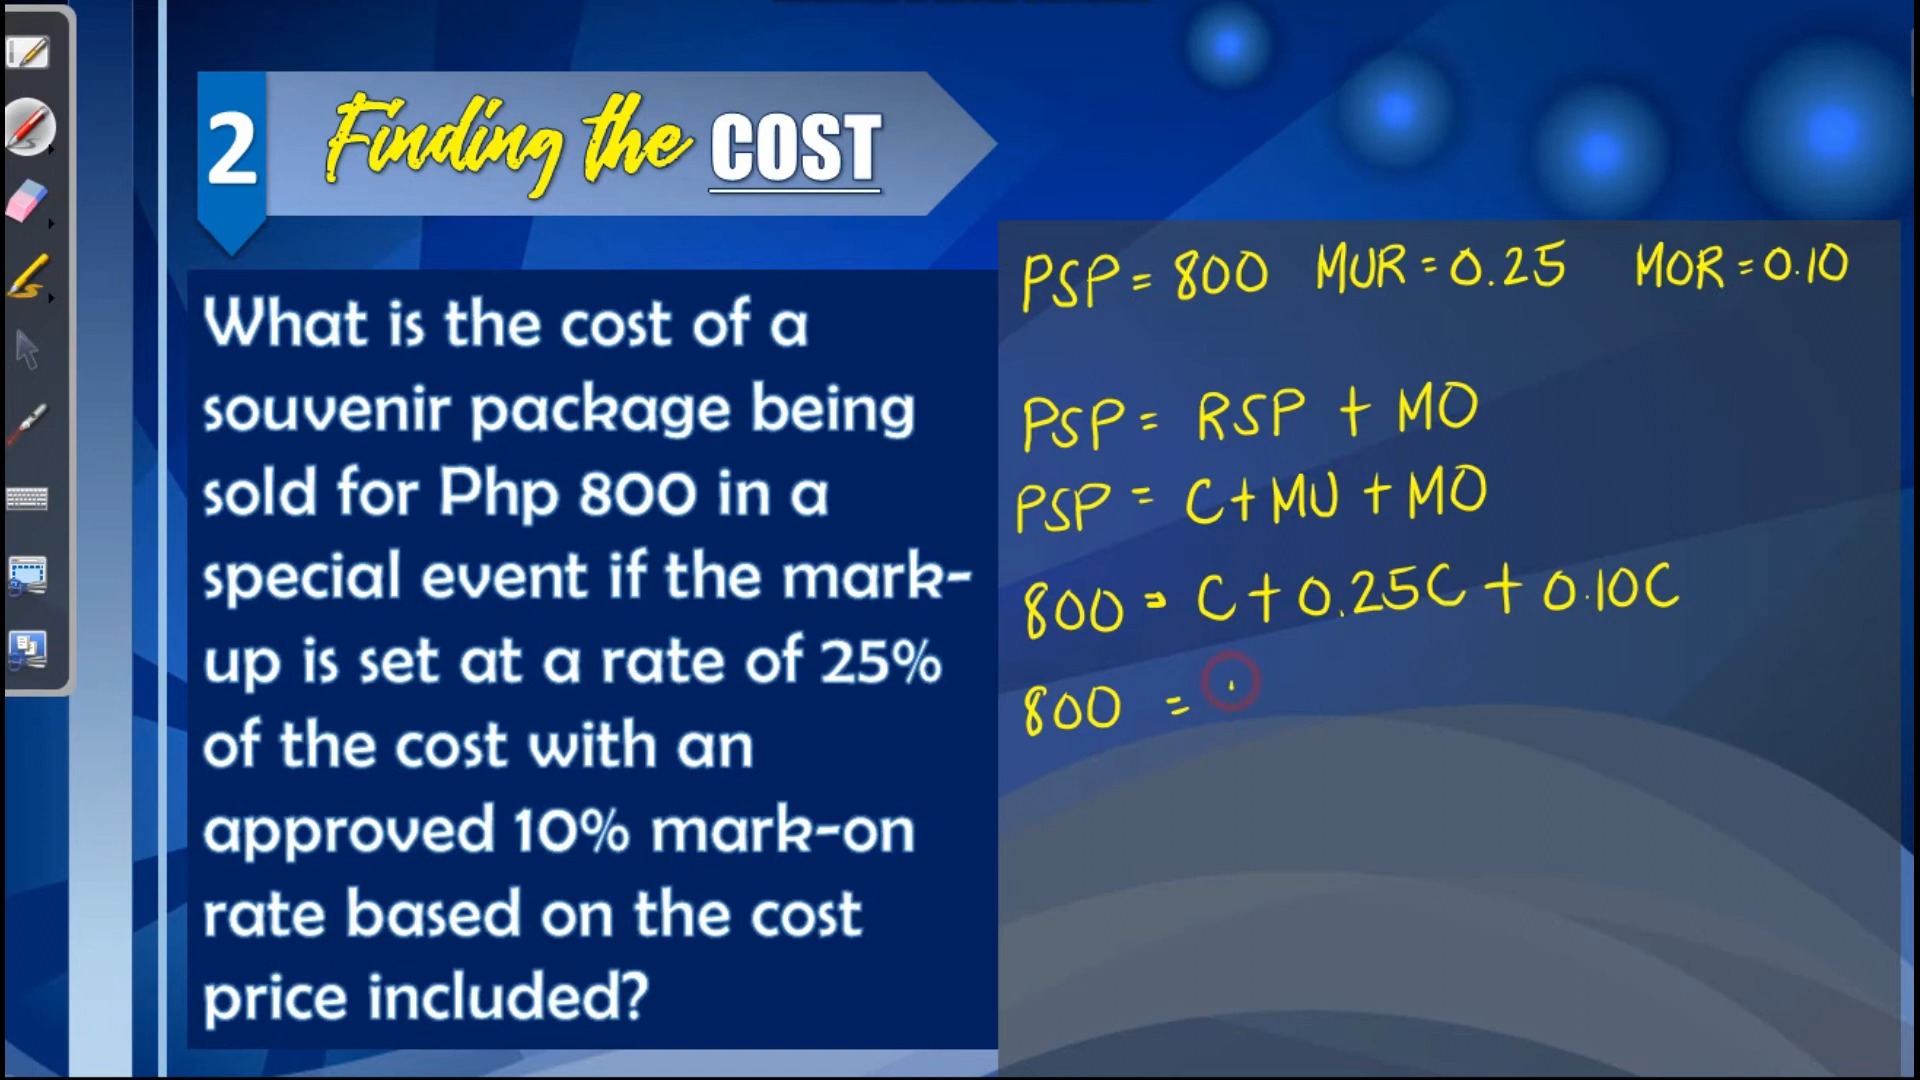 2 Finding the COST
What is the cost of a
souvenir package being
sold for Php 800 in a
special event if the mark-
up is set at a rate of 25%
of the cost with an
approved 10% mark-on
rate based on the cost
price included?
PSP = 800 MUR = 0.25 MOR = 0.10
PSP = RSP + MO
PSP = C + MU + MO
800 = C + 0.25C + 0.10C
800 =